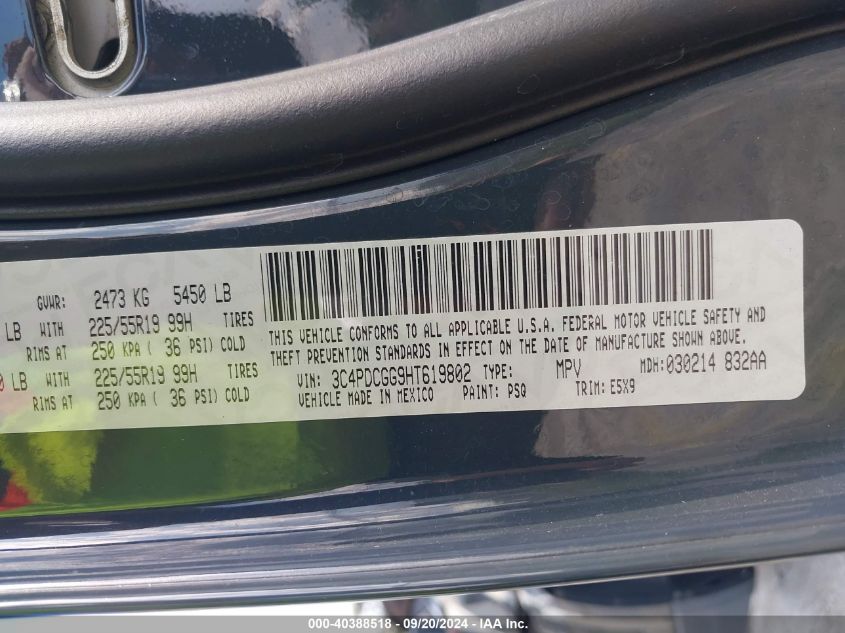 GVWR: 2473 KG 5450 LB
LB WITH 225/55R19 99H TIRES
RIMS AT 250 KPA ( 36 PSI) COLD
0 LB WITH 225/55R19 99H TIRES
RIMS AT 250 KPA ( 36 PSI) COLD
THIS VEHICLE CONFORMS TO ALL APPLICABLE U.S.A. FEDERAL MOTOR VEHICLE SAFETY AND
THEFT PREVENTION STANDARDS IN EFFECT ON THE DATE OF MANUFACTURE SHOWN ABOVE.
VIN: 3C4PDCGG9HT619802 TYPE: MPV MDH:030214 832AA
VEHICLE MADE IN MEXICO PAINT: PSQ TRIM: E5X9
000-40388518 - 09/20/2024 - IAAI.com